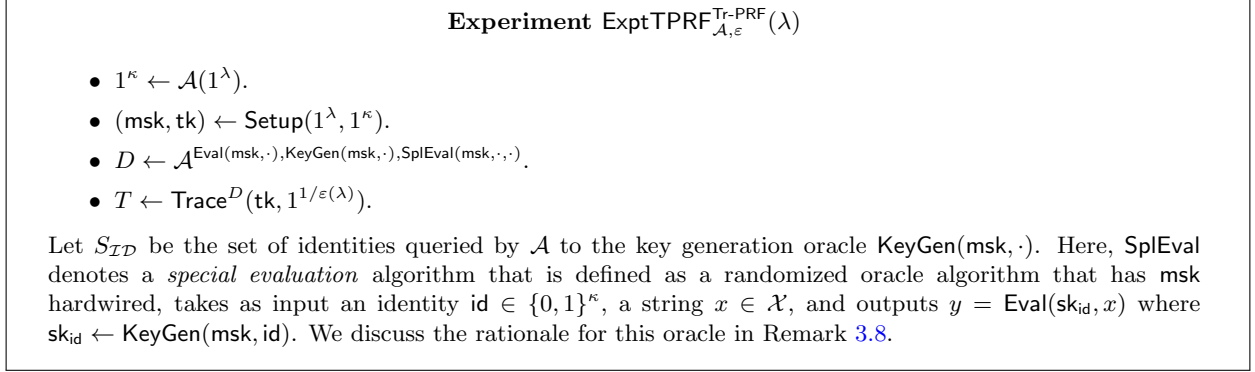 Experiment ExptTPRF^{Tr-PRF}_{𝒜,ε}(λ)
• 1^κ ← 𝒜(1^λ).
• (msk, tk) ← Setup(1^λ, 1^κ).
• D ← 𝒜^{Eval(msk,·),KeyGen(msk,·),SplEval(msk,·,·)}.
• T ← Trace^D(tk, 1^{1/ε(λ)}).
Let S_{ℐ𝒟} be the set of identities queried by 𝒜 to the key generation oracle KeyGen(msk, ·). Here, SplEval
denotes a special evaluation algorithm that is defined as a randomized oracle algorithm that has msk
hardwired, takes as input an identity id ∈ {0, 1}^κ, a string x ∈ 𝒳, and outputs y = Eval(sk_{id}, x) where
sk_{id} ← KeyGen(msk, id). We discuss the rationale for this oracle in Remark 3.8.